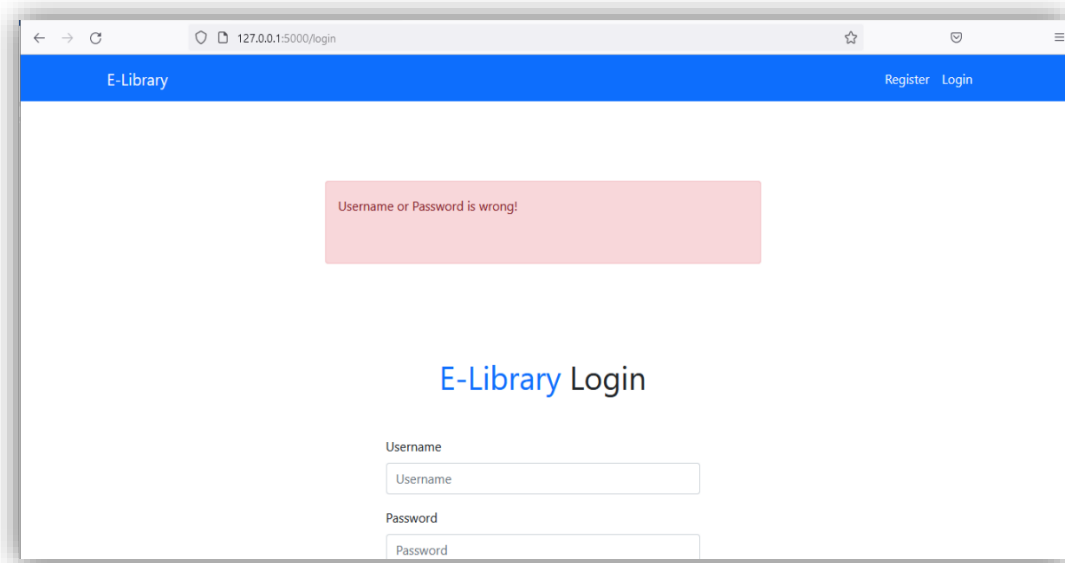 127.0.0.1:5000/login
E-Library Register Login
Username or Password is wrong!
E-Library Login
Username
Username
Password
Password